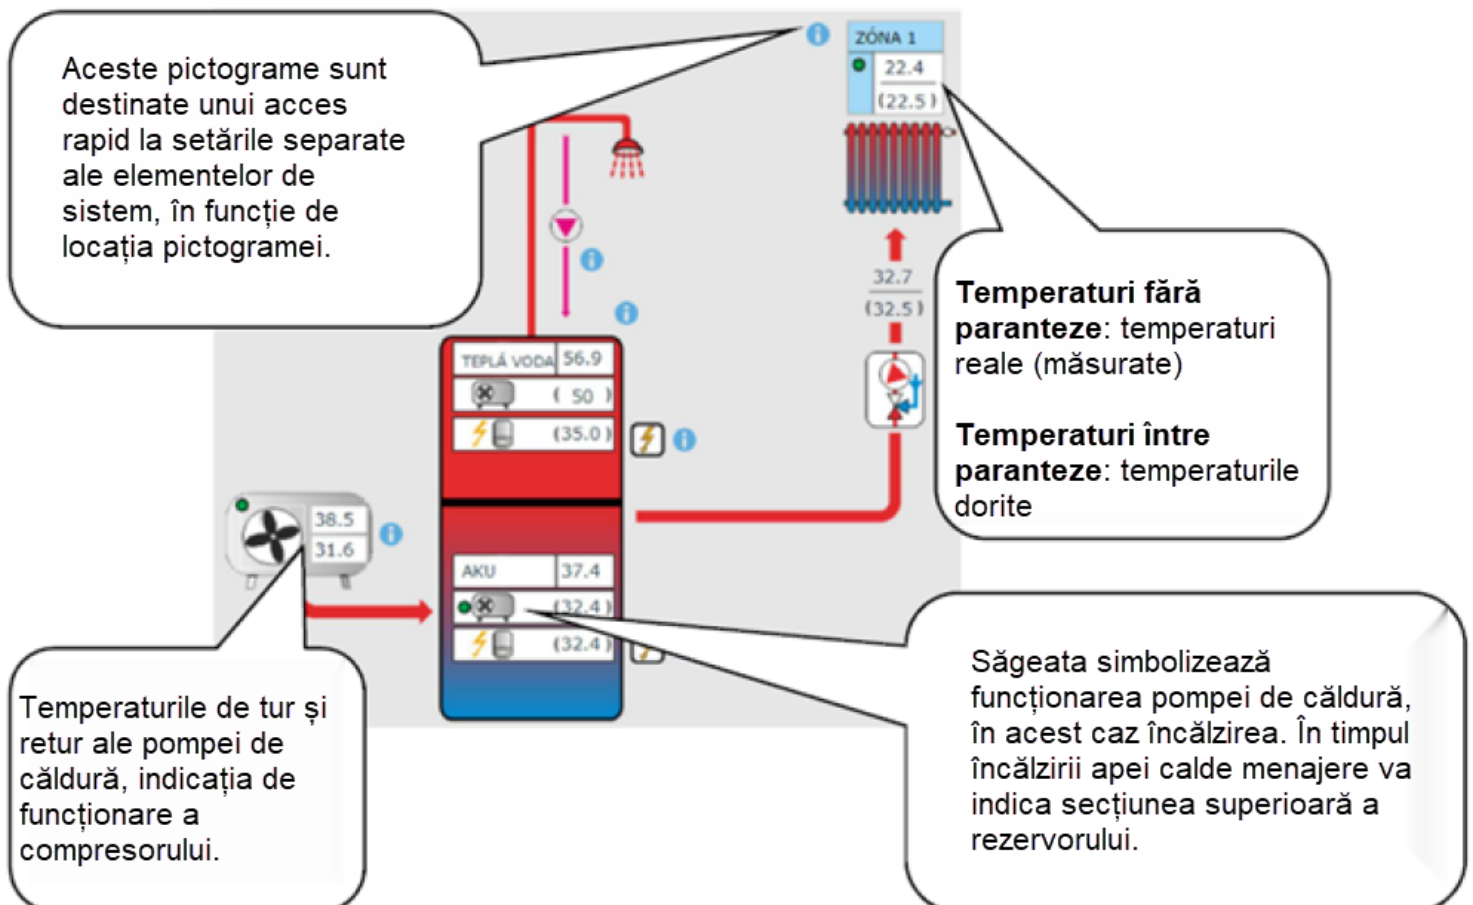 Aceste pictograme sunt
destinate unui acces
rapid la setările separate
ale elementelor de
sistem, în funcție de
locația pictogramei.
ZÓNA 1
22.4
(22.5)
32.7
(32.5)
Temperaturi fără
paranteze: temperaturi
reale (măsurate)
Temperaturi între
paranteze: temperaturile
dorite
TEPLÁ VODA 56.9
( 50 )
(35.0)
38.5
31.6
AKU 37.4
(32.4)
(32.4)
Temperaturile de tur și
retur ale pompei de
căldură, indicația de
funcționare a
compresorului.
Săgeata simbolizează
funcționarea pompei de căldură,
în acest caz încălzirea. În timpul
încălzirii apei calde menajere va
indica secțiunea superioară a
rezervorului.